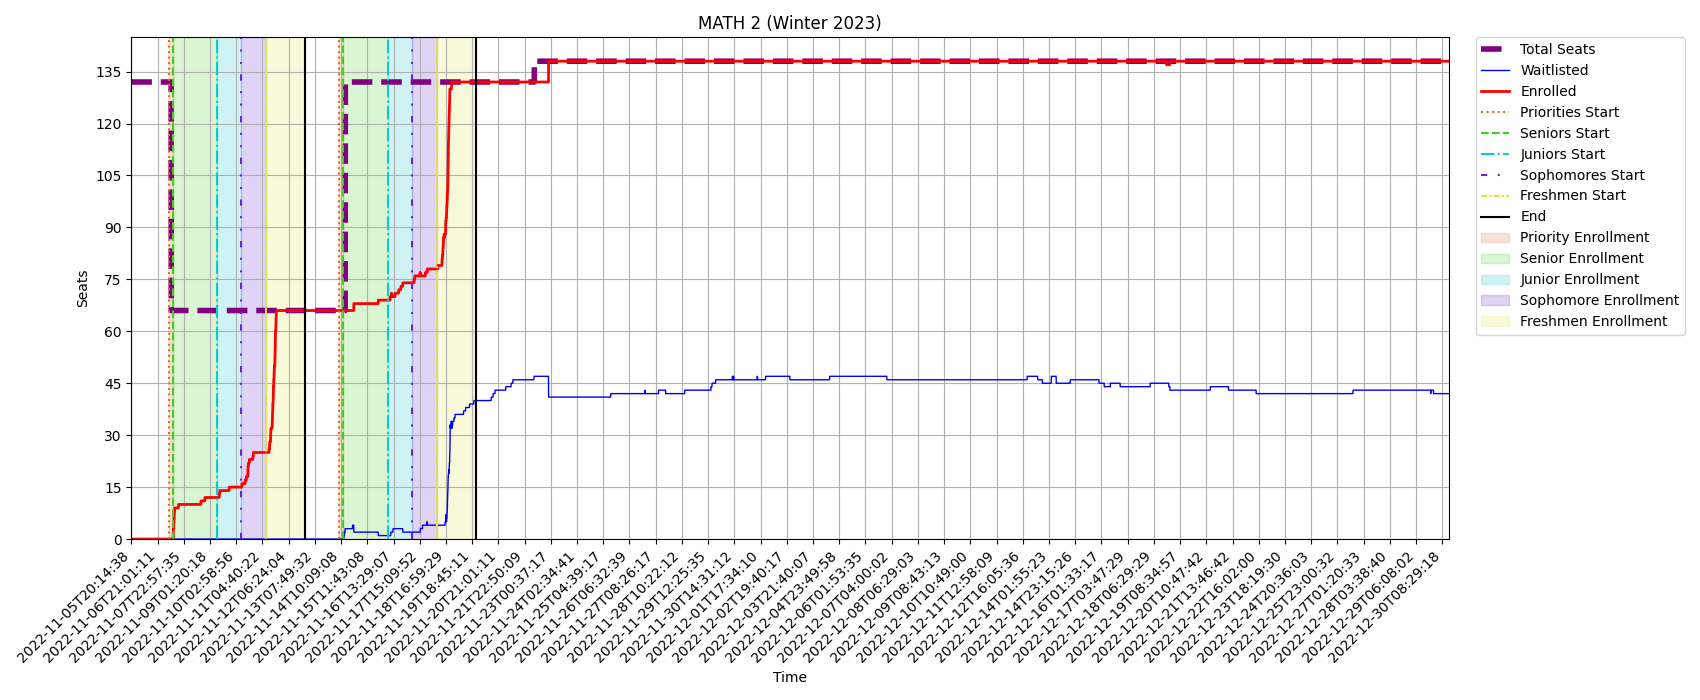 MATH 2 (Winter 2023)
Seats
135
120
105
90
75
60
45
30
15
0
2022-11-05T20:14:38
2022-11-06T21:01:11
2022-11-07T22:57:35
2022-11-09T01:20:18
2022-11-10T02:58:56
2022-11-11T04:40:22
2022-11-12T06:24:04
2022-11-13T07:49:32
2022-11-14T10:09:08
2022-11-15T11:43:08
2022-11-16T13:29:07
2022-11-17T15:09:52
2022-11-18T16:59:29
2022-11-19T18:45:11
2022-11-20T21:01:11
2022-11-21T22:50:09
2022-11-23T00:37:17
2022-11-24T02:34:41
2022-11-25T04:39:17
2022-11-26T06:32:39
2022-11-27T08:26:17
2022-11-28T10:22:12
2022-11-29T12:25:35
2022-11-30T14:31:12
2022-12-01T17:34:10
2022-12-02T19:40:17
2022-12-03T21:40:07
2022-12-04T23:49:58
2022-12-06T01:53:35
2022-12-07T04:00:02
2022-12-08T06:29:03
2022-12-09T08:43:13
2022-12-10T10:49:00
2022-12-11T12:58:09
2022-12-12T16:05:36
2022-12-14T01:55:23
2022-12-14T23:15:26
2022-12-16T01:33:17
2022-12-17T03:47:29
2022-12-18T06:29:29
2022-12-19T08:34:57
2022-12-20T10:47:42
2022-12-21T13:46:42
2022-12-22T16:02:00
2022-12-23T18:19:30
2022-12-24T20:36:03
2022-12-25T23:00:32
2022-12-27T01:20:33
2022-12-28T03:38:40
2022-12-29T06:08:02
2022-12-30T08:29:18
Time
Total Seats
Waitlisted
Enrolled
Priorities Start
Seniors Start
Juniors Start
Sophomores Start
Freshmen Start
End
Priority Enrollment
Senior Enrollment
Junior Enrollment
Sophomore Enrollment
Freshmen Enrollment